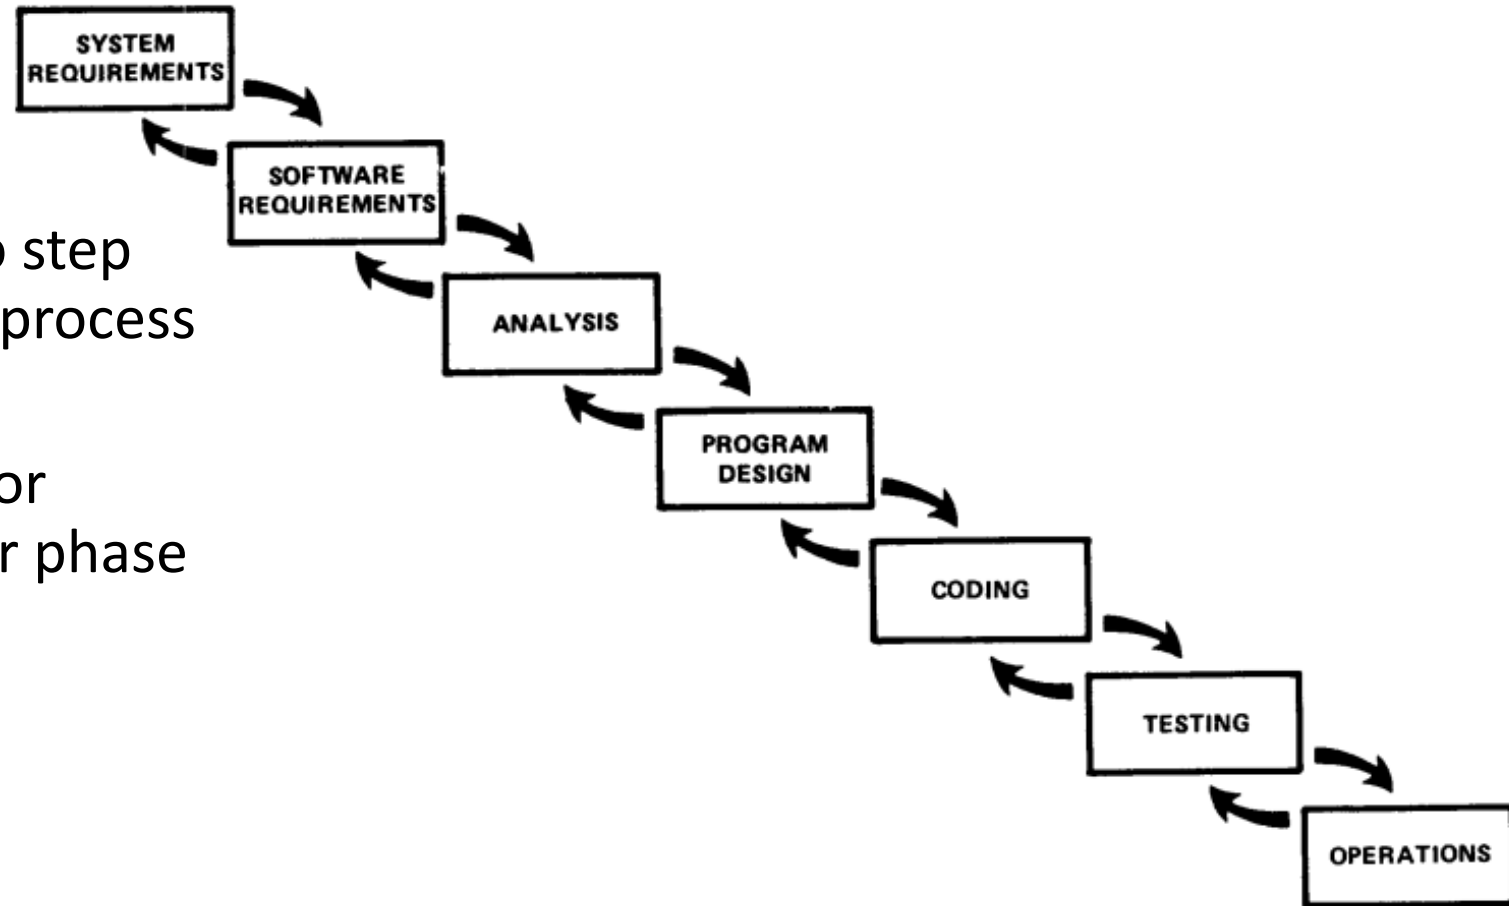 SYSTEM
REQUIREMENTS
SOFTWARE
REQUIREMENTS
step
process
ANALYSIS
PROGRAM
DESIGN
or
r phase
CODING
TESTING
OPERATIONS